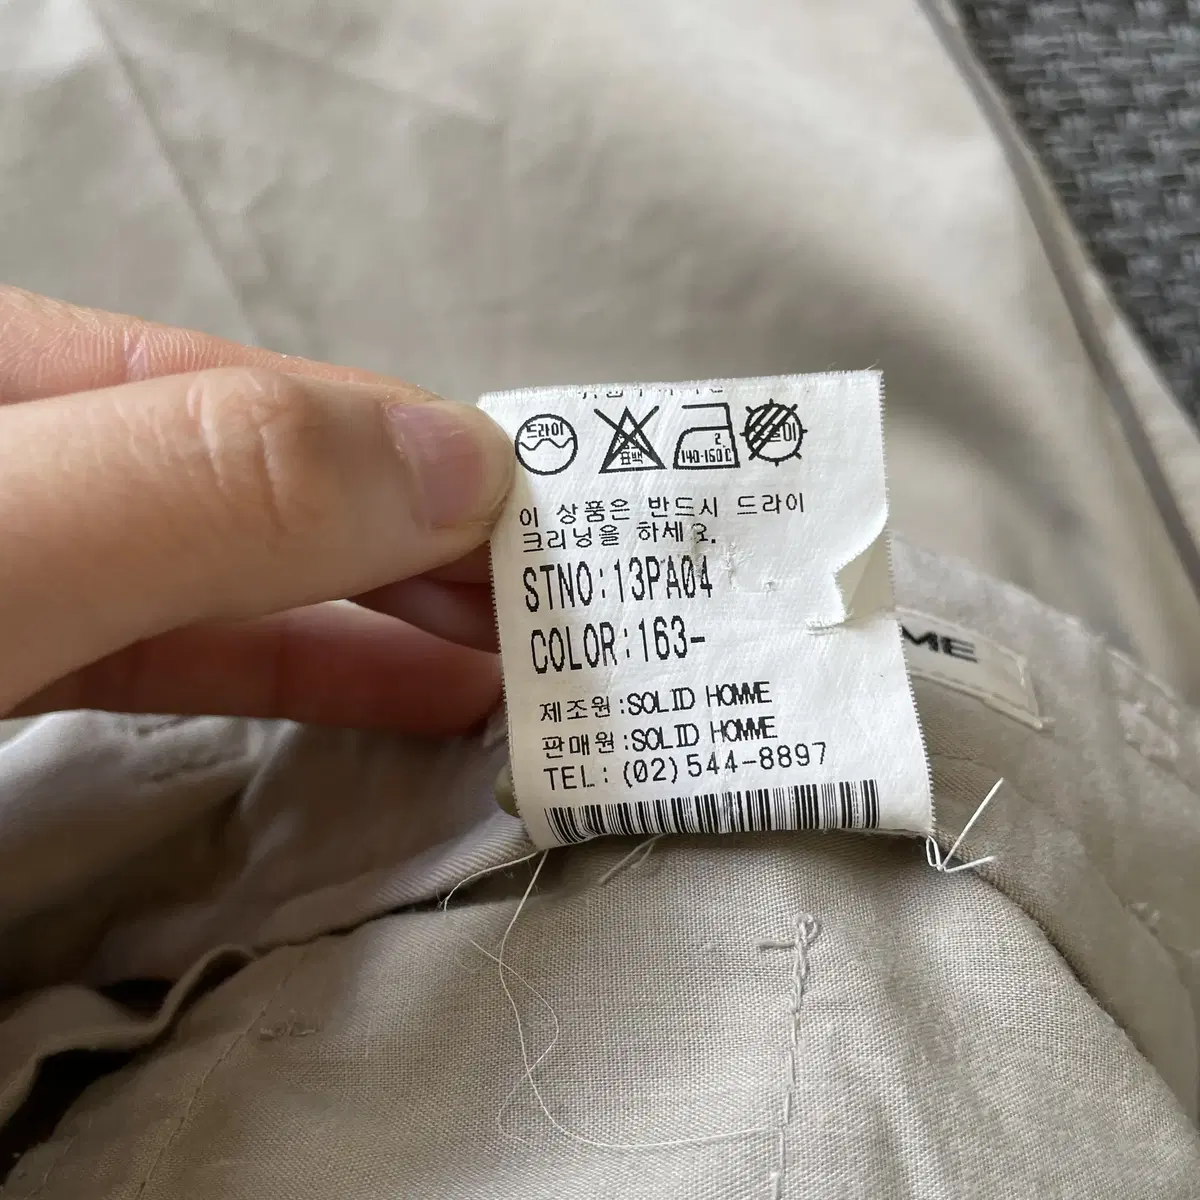 드라이
표백
2.
140-160℃
이 상품은 반드시 드라이
크리닝을 하세요.
STNO:13PA04
COLOR:163-
제조원:SOLID HOMME
판매원:SOLID HOMME
TEL: (02)544-8897
ME